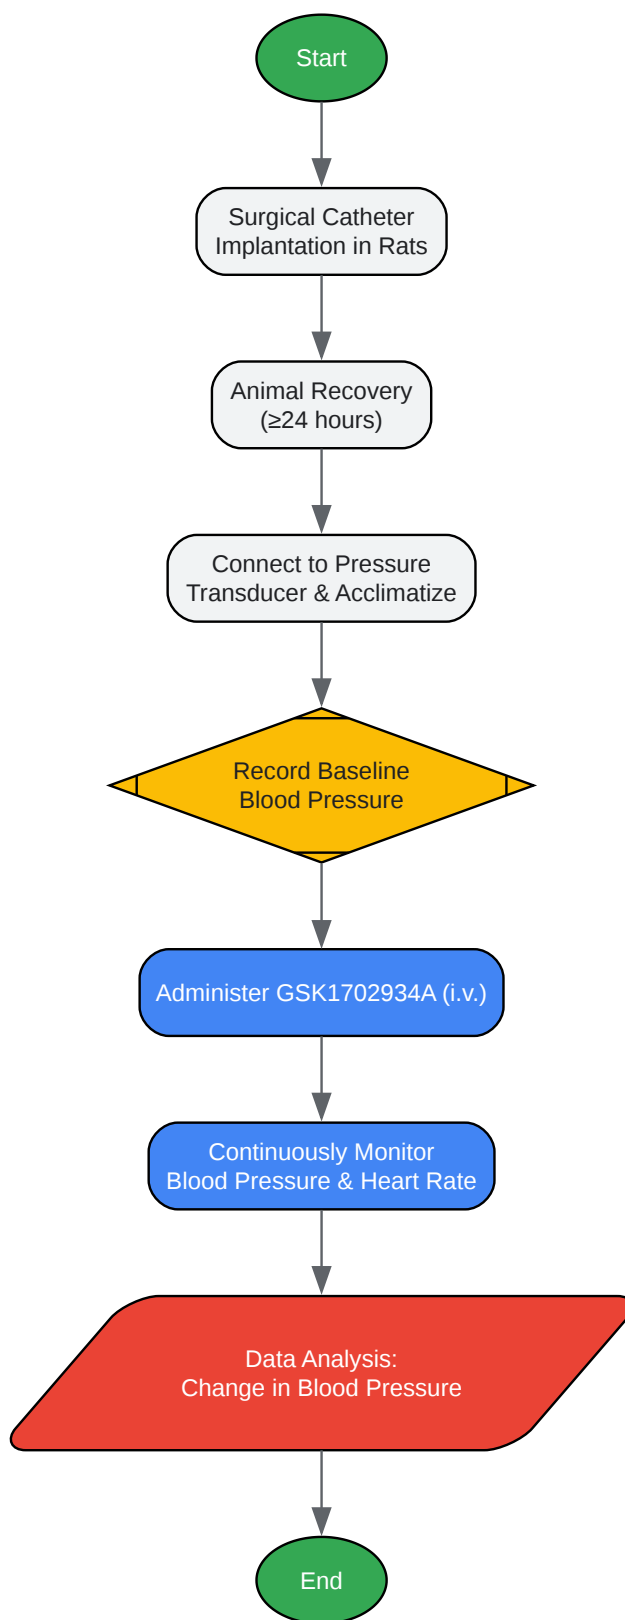 Start
Surgical Catheter
Implantation in Rats
Animal Recovery
(≥24 hours)
Connect to Pressure
Transducer & Acclimatize
Record Baseline
Blood Pressure
Administer GSK1702934A (i.v.)
Continuously Monitor
Blood Pressure & Heart Rate
Data Analysis:
Change in Blood Pressure
End